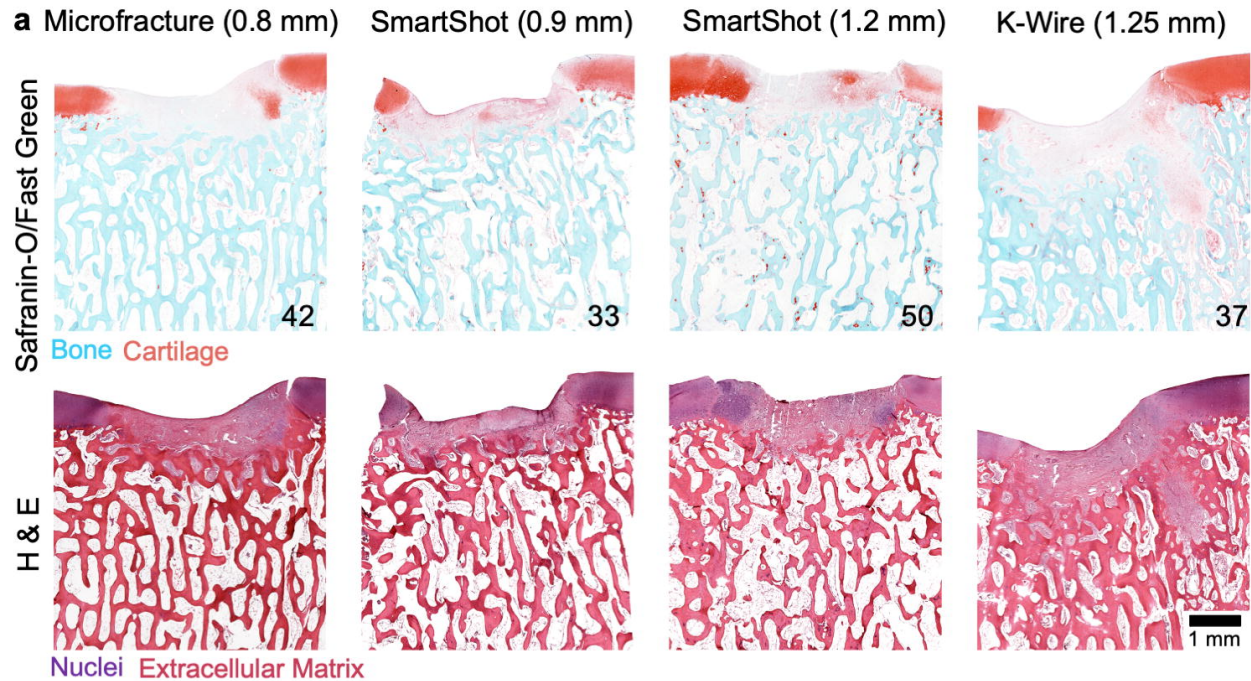 a Microfracture (0.8 mm) SmartShot (0.9 mm) SmartShot (1.2 mm) K-Wire (1.25 mm)
Safranin-O/Fast Green
42 33 50 37
Bone Cartilage
H & E
1 mm
Nuclei Extracellular Matrix